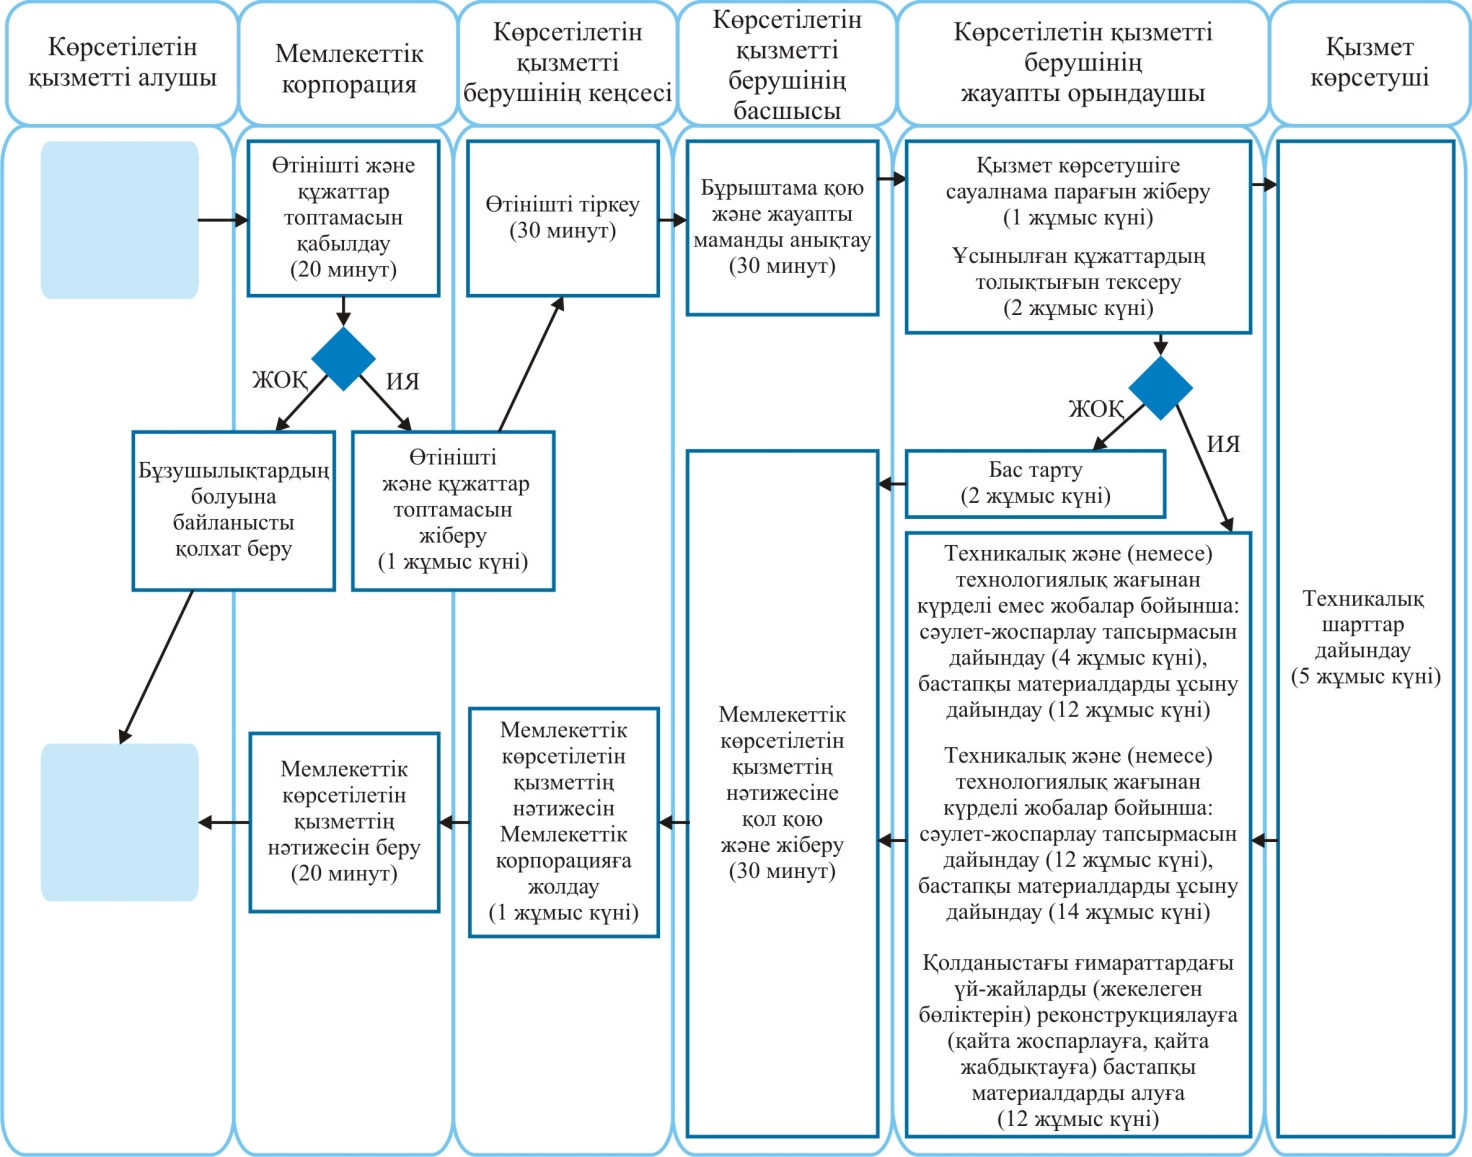 Көрсетілетін
қызметті алушы
Мемлекеттік
корпорация
Көрсетілетін
қызметті
берушінің кеңсесі
Көрсетілетін
қызметті
берушінің
басшысы
Көрсетілетін қызметті
берушінің
жауапты орындаушы
Қызмет
көрсетуші
Өтінішті және
құжаттар
топтамасын
қабылдау
(20 минут)
Өтінішті тіркеу
(30 минут)
Бұрыштама қою
және жауапты
маманды анықтау
(30 минут)
Қызмет көрсетушіге
сауалнама парағын жіберу
(1 жұмыс күні)
Ұсынылған құжаттардың
толықтығын тексеру
(2 жұмыс күні)
ЖОҚ
ИЯ
ЖОҚ
ИЯ
Бұзушылықтардың
болуына
байланысты
қолхат беру
Өтінішті
және құжаттар
топтамасын
жіберу
(1 жұмыс күні)
Бас тарту
(2 жұмыс күні)
Техникалық және (немесе)
технологиялық жағынан
күрделі емес жобалар бойынша:
сәулет-жоспарлау тапсырмасын
дайындау (4 жұмыс күні),
бастапқы материалдарды ұсыну
дайындау (12 жұмыс күні)
Техникалық және (немесе)
технологиялық жағынан
күрделі жобалар бойынша:
сәулет-жоспарлау тапсырмасын
дайындау (12 жұмыс күні),
бастапқы материалдарды ұсыну
дайындау (14 жұмыс күні)
Қолданыстағы ғимараттардағы
үй-жайларды (жекелеген
бөліктерін) реконструкциялауға
(қайта жоспарлауға, қайта
жабдықтауға) бастапқы
материалдарды алуға
(12 жұмыс күні)
Техникалық
шарттар
дайындау
(5 жұмыс күні)
Мемлекеттік
көрсетілетін
қызметтің
нәтижесін беру
(20 минут)
Мемлекеттік
көрсетілетін
қызметтің
нәтижесін
Мемлекеттік
корпорацияға
жолдау
(1 жұмыс күні)
Мемлекеттік
көрсетілетін
қызметтің
нәтижесіне
қол қою
және жіберу
(30 минут)